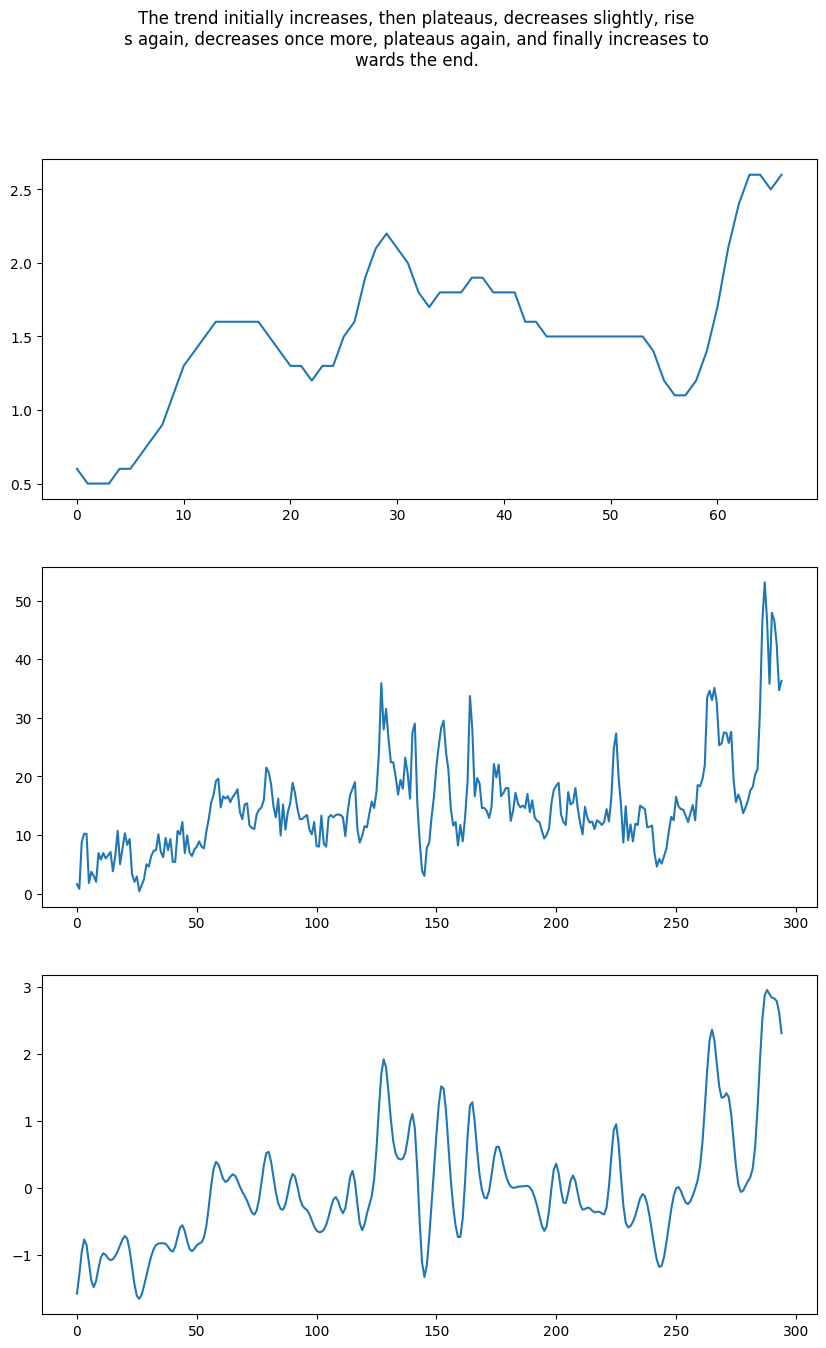 The trend initially increases, then plateaus, decreases slightly, rise
s again, decreases once more, plateaus again, and finally increases to
wards the end.
2.5
2.0
1.5
1.0
0.5
0 10 20 30 40 50 60
50
40
30
20
10
0
0 50 100 150 200 250 300
3
2
1
0
−1
0 50 100 150 200 250 300